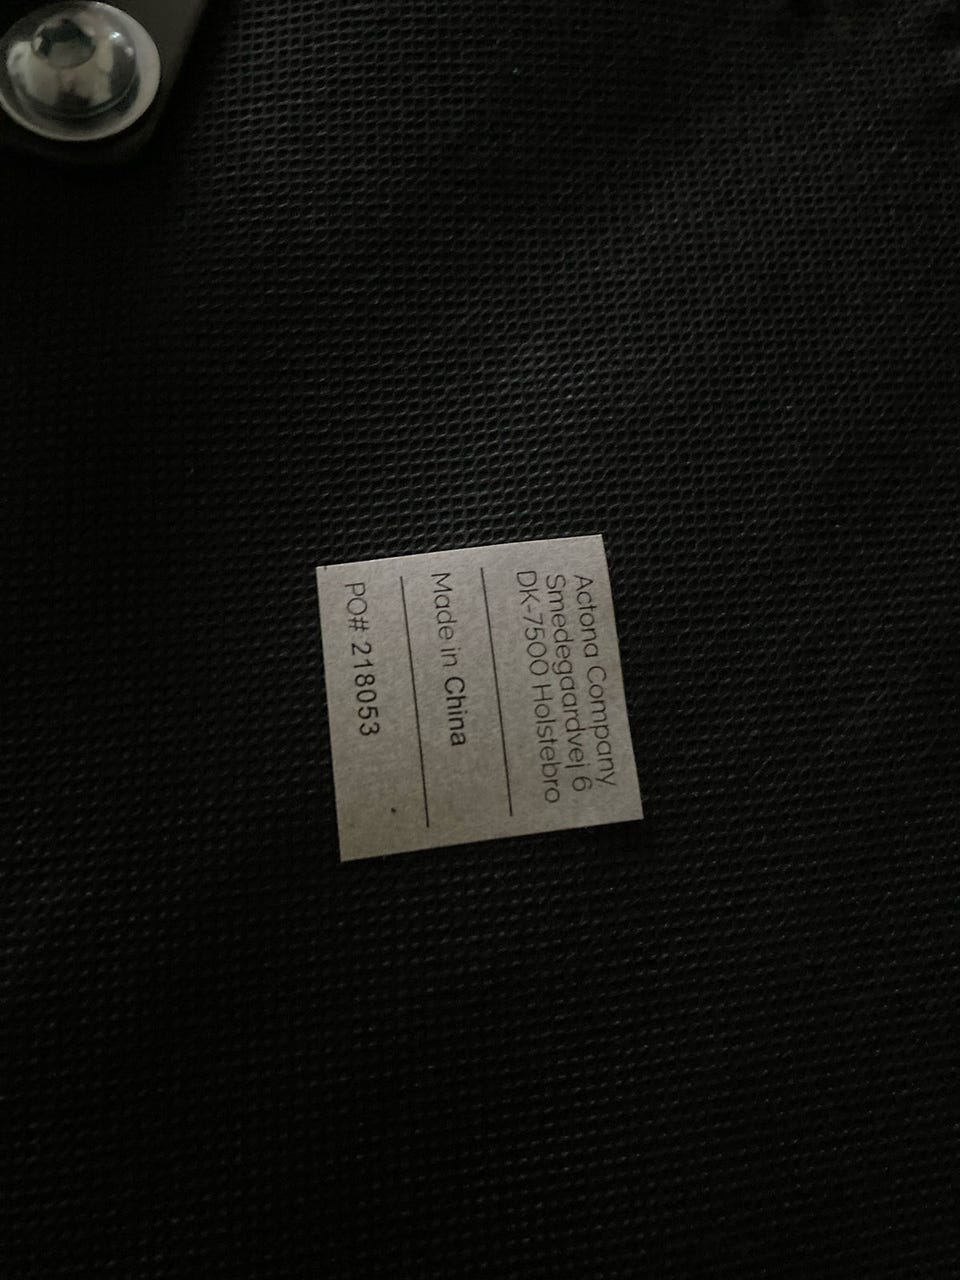 Actona Company
Smedegaardvej 6
DK-7500 Holstebro
Made in China
PO# 218053